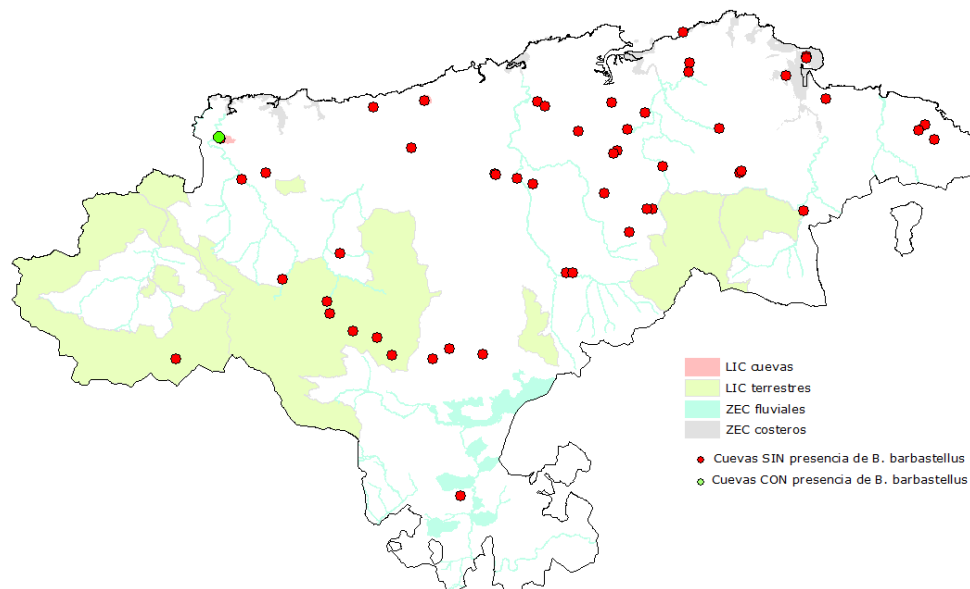 LIC cuevas
LIC terrestres
ZEC fluviales
ZEC costeros
Cuevas SIN presencia de B. barbastellus
Cuevas CON presencia de B. barbastellus